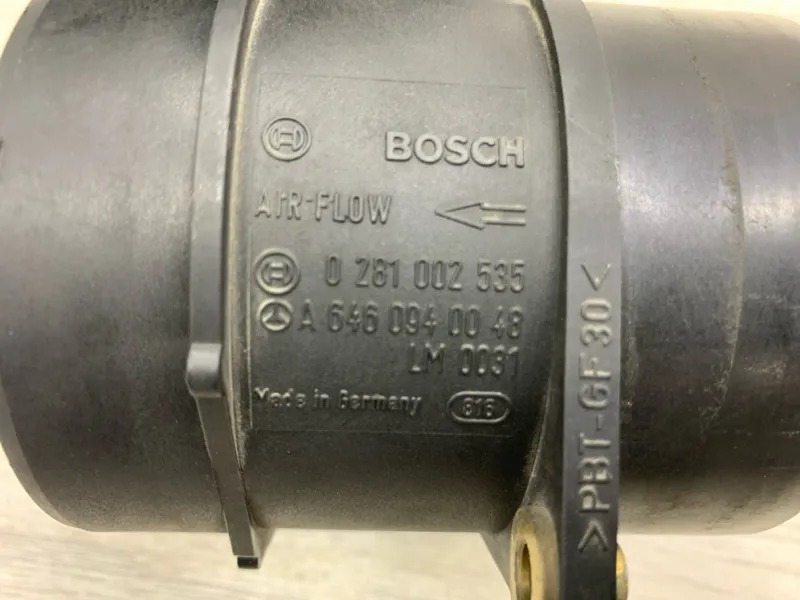 BOSCH
AIR-FLOW
0 281 002 535
A 646 094 00 48
LM 0031
Made in Germany 816
>PBT-GF30<